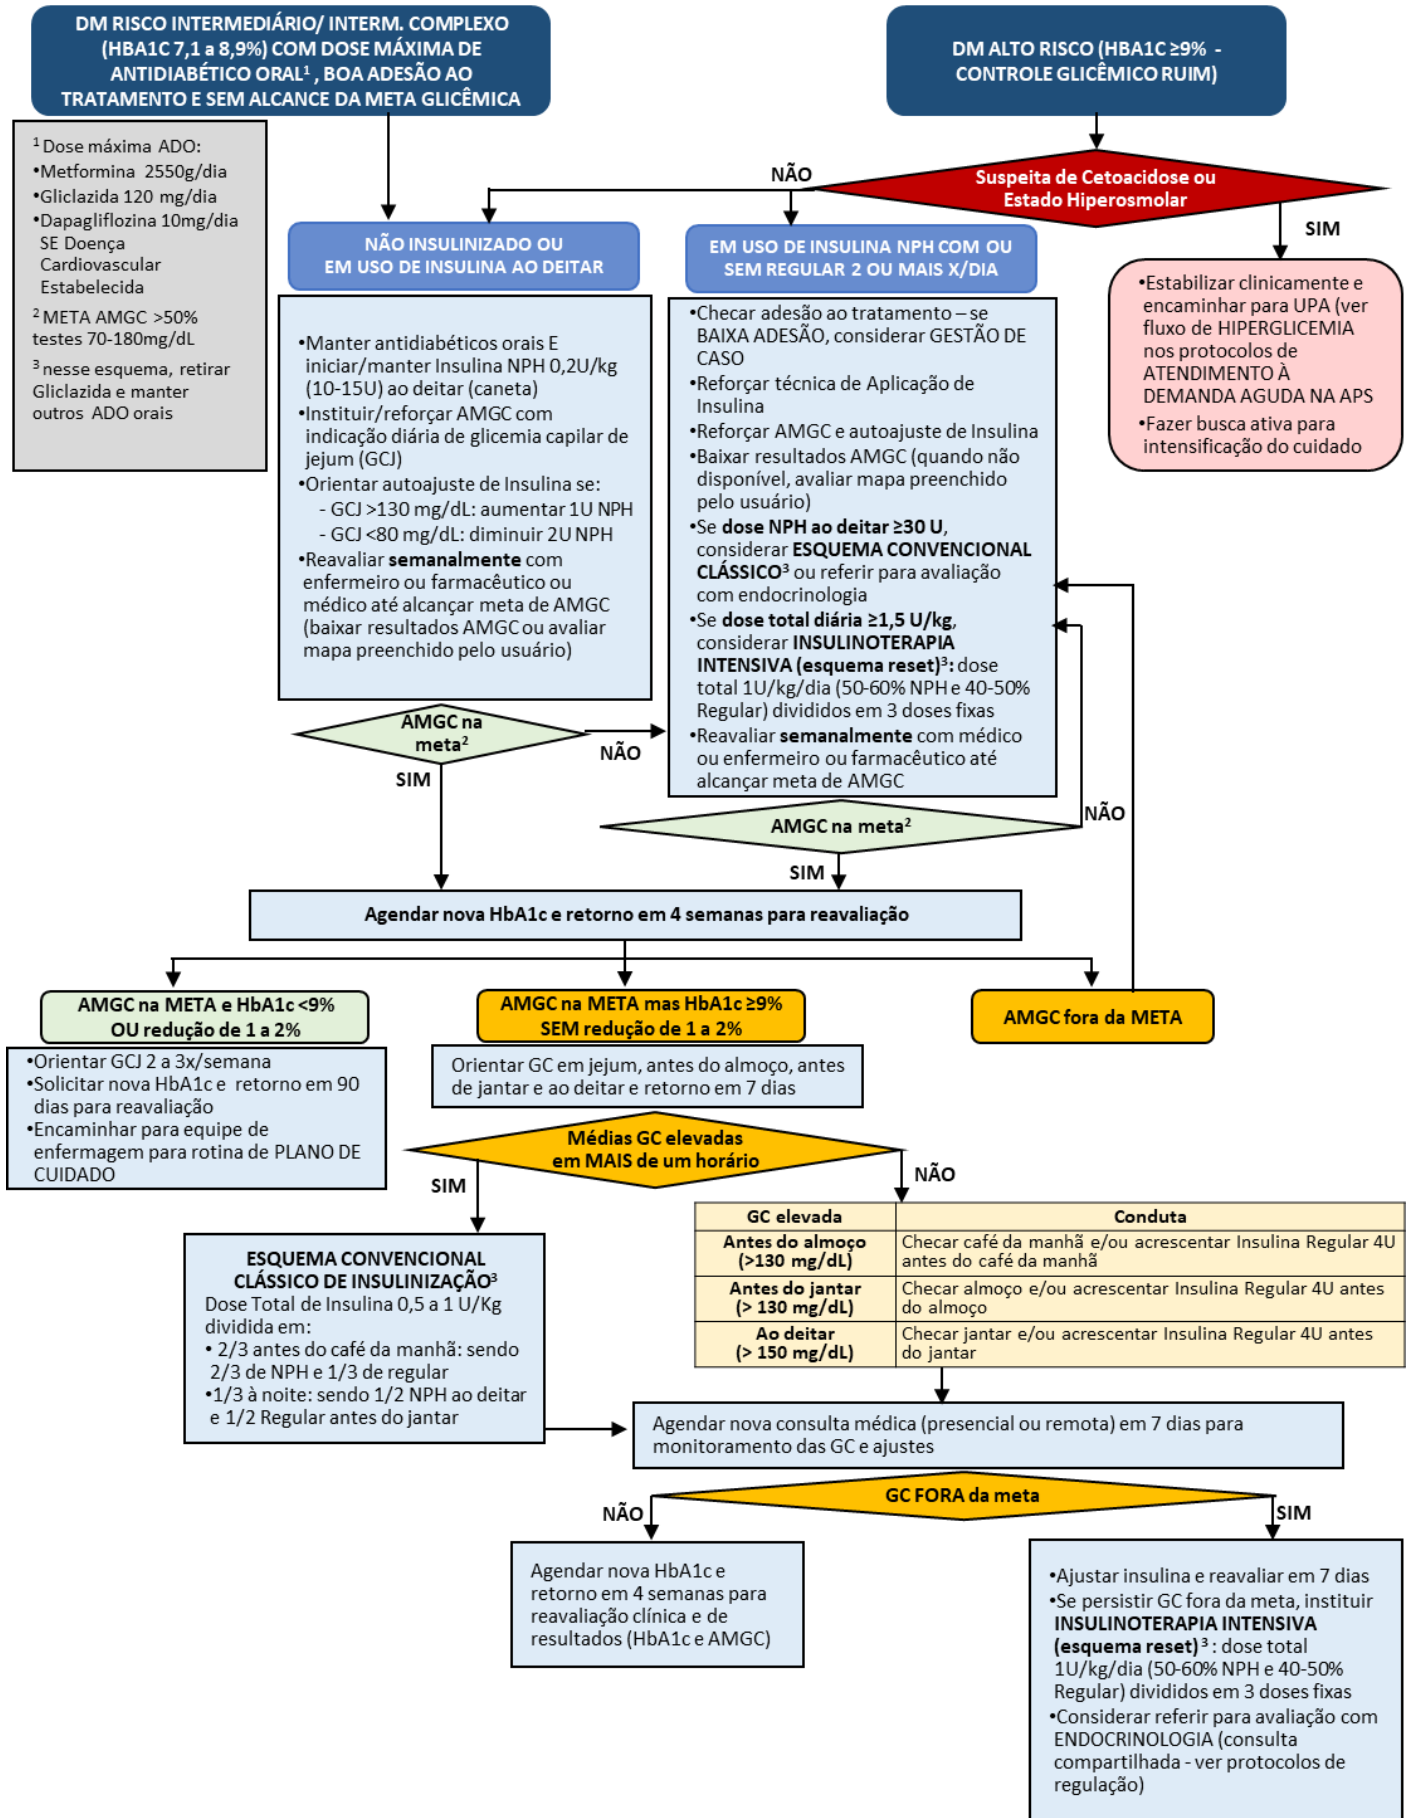 DM RISCO INTERMEDIÁRIO/ INTERM. COMPLEXO
(HBA1C 7,1 a 8,9%) COM DOSE MÁXIMA DE
ANTIDIABÉTICO ORAL¹ , BOA ADESÃO AO
TRATAMENTO E SEM ALCANCE DA META GLICÊMICA
DM ALTO RISCO (HBA1C ≥9% -
CONTROLE GLICÊMICO RUIM)
¹ Dose máxima ADO:
•Metformina 2550g/dia
•Gliclazida 120 mg/dia
•Dapagliflozina 10mg/dia
SE Doença
Cardiovascular
Estabelecida
² META AMGC >50%
testes 70-180mg/dL
³ nesse esquema, retirar
Gliclazida e manter
outros ADO orais
Suspeita de Cetoacidose ou
Estado Hiperosmolar
NÃO
SIM
NÃO INSULINIZADO OU
EM USO DE INSULINA AO DEITAR
EM USO DE INSULINA NPH COM OU
SEM REGULAR 2 OU MAIS X/DIA
•Estabilizar clinicamente e
encaminhar para UPA (ver
fluxo de HIPERGLICEMIA
nos protocolos de
ATENDIMENTO À
DEMANDA AGUDA NA APS
•Fazer busca ativa para
intensificação do cuidado
•Manter antidiabéticos orais E
iniciar/manter Insulina NPH 0,2U/kg
(10-15U) ao deitar (caneta)
•Instituir/reforçar AMGC com
indicação diária de glicemia capilar de
jejum (GCJ)
•Orientar autoajuste de Insulina se:
- GCJ >130 mg/dL: aumentar 1U NPH
- GCJ <80 mg/dL: diminuir 2U NPH
•Reavaliar semanalmente com
enfermeiro ou farmacêutico ou
médico até alcançar meta de AMGC
(baixar resultados AMGC ou avaliar
mapa preenchido pelo usuário)
•Checar adesão ao tratamento – se
BAIXA ADESÃO, considerar GESTÃO DE
CASO
•Reforçar técnica de Aplicação de
Insulina
•Reforçar AMGC e autoajuste de Insulina
•Baixar resultados AMGC (quando não
disponível, avaliar mapa preenchido
pelo usuário)
•Se dose NPH ao deitar ≥30 U,
considerar ESQUEMA CONVENCIONAL
CLÁSSICO³ ou referir para avaliação
com endocrinologia
•Se dose total diária ≥1,5 U/kg,
considerar INSULINOTERAPIA
INTENSIVA (esquema reset)³: dose
total 1U/kg/dia (50-60% NPH e 40-50%
Regular) divididos em 3 doses fixas
•Reavaliar semanalmente com médico
ou enfermeiro ou farmacêutico até
alcançar meta de AMGC
AMGC na
meta²
NÃO
SIM
AMGC na meta²
NÃO
SIM
Agendar nova HbA1c e retorno em 4 semanas para reavaliação
AMGC na META e HbA1c <9%
OU redução de 1 a 2%
AMGC na META mas HbA1c ≥9%
SEM redução de 1 a 2%
AMGC fora da META
•Orientar GCJ 2 a 3x/semana
•Solicitar nova HbA1c e retorno em 90
dias para reavaliação
•Encaminhar para equipe de
enfermagem para rotina de PLANO DE
CUIDADO
Orientar GC em jejum, antes do almoço, antes
de jantar e ao deitar e retorno em 7 dias
Médias GC elevadas
em MAIS de um horário
SIM
NÃO
GC elevada Conduta
Antes do almoço
(>130 mg/dL)
Checar café da manhã e/ou acrescentar Insulina Regular 4U
antes do café da manhã
Antes do jantar
(> 130 mg/dL)
Checar almoço e/ou acrescentar Insulina Regular 4U antes
do almoço
Ao deitar
(> 150 mg/dL)
Checar jantar e/ou acrescentar Insulina Regular 4U antes
do jantar
ESQUEMA CONVENCIONAL
CLÁSSICO DE INSULINIZAÇÃO³
Dose Total de Insulina 0,5 a 1 U/Kg
dividida em:
• 2/3 antes do café da manhã: sendo
2/3 de NPH e 1/3 de regular
•1/3 à noite: sendo 1/2 NPH ao deitar
e 1/2 Regular antes do jantar
Agendar nova consulta médica (presencial ou remota) em 7 dias para
monitoramento das GC e ajustes
GC FORA da meta
NÃO
SIM
Agendar nova HbA1c e
retorno em 4 semanas para
reavaliação clínica e de
resultados (HbA1c e AMGC)
•Ajustar insulina e reavaliar em 7 dias
•Se persistir GC fora da meta, instituir
INSULINOTERAPIA INTENSIVA
(esquema reset) ³ : dose total
1U/kg/dia (50-60% NPH e 40-50%
Regular) divididos em 3 doses fixas
•Considerar referir para avaliação com
ENDOCRINOLOGIA (consulta
compartilhada - ver protocolos de
regulação)